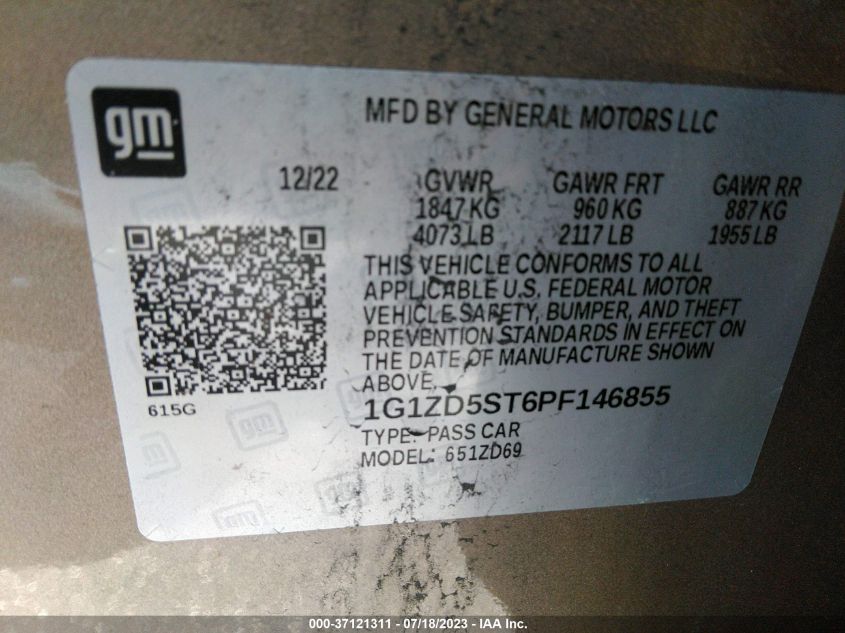 gm
MFD BY GENERAL MOTORS LLC
12/22 GVWR GAWR FRT GAWR RR
1847 KG 960 KG 887 KG
4073 LB 2117 LB 1955 LB
THIS VEHICLE CONFORMS TO ALL
APPLICABLE U.S. FEDERAL MOTOR
VEHICLE SAFETY, BUMPER, AND THEFT
PREVENTION STANDARDS IN EFFECT ON
THE DATE OF MANUFACTURE SHOWN
ABOVE.
615G
1G1ZD5ST6PF146855
TYPE: PASS CAR
MODEL: 651ZD69
000-37121311 - 07/18/2023 - IAA Inc.